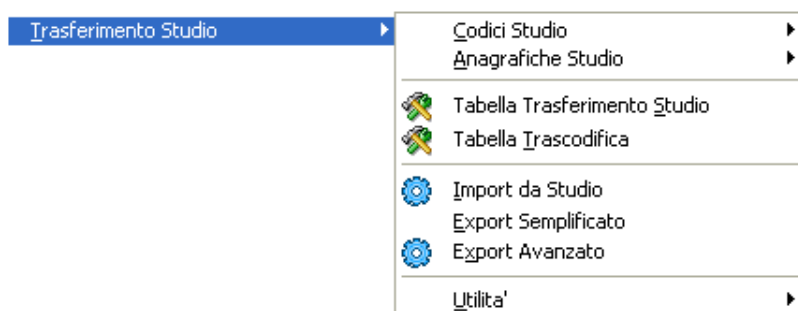 Trasferimento Studio
Codici Studio
Anagrafiche Studio
Tabella Trasferimento Studio
Tabella Trascodifica
Import da Studio
Export Semplificato
Export Avanzato
Utilita'